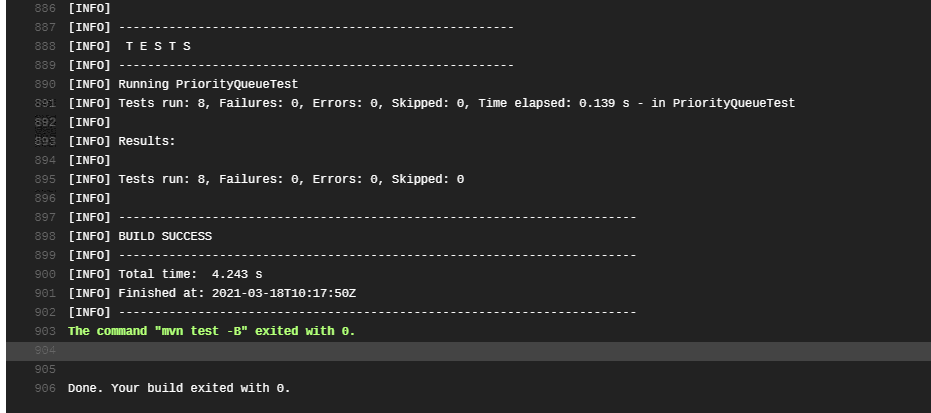 886 [INFO]
887 [INFO] -------------------------------------------------------
888 [INFO]  T E S T S
889 [INFO] -------------------------------------------------------
890 [INFO] Running PriorityQueueTest
891 [INFO] Tests run: 8, Failures: 0, Errors: 0, Skipped: 0, Time elapsed: 0.139 s - in PriorityQueueTest
892 [INFO]
893 [INFO] Results:
894 [INFO]
895 [INFO] Tests run: 8, Failures: 0, Errors: 0, Skipped: 0
896 [INFO]
897 [INFO] ------------------------------------------------------------------------
898 [INFO] BUILD SUCCESS
899 [INFO] ------------------------------------------------------------------------
900 [INFO] Total time:  4.243 s
901 [INFO] Finished at: 2021-03-18T10:17:50Z
902 [INFO] ------------------------------------------------------------------------
903 The command "mvn test -B" exited with 0.
904
905
906 Done. Your build exited with 0.